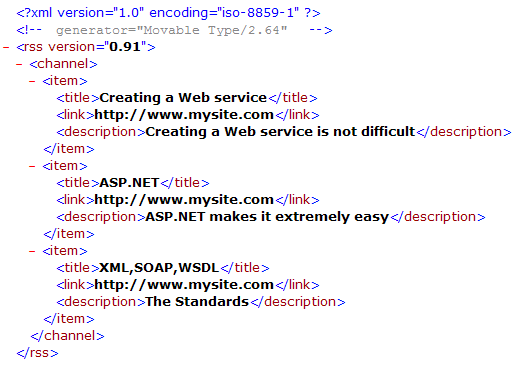 <?xml version="1.0" encoding="iso-8859-1" ?>
<!-- generator="Movable Type/2.64" -->
- <rss version="0.91">
- <channel>
- <item>
<title>Creating a Web service</title>
<link>http://www.mysite.com</link>
<description>Creating a Web service is not difficult</description>
</item>
- <item>
<title>ASP.NET</title>
<link>http://www.mysite.com</link>
<description>ASP.NET makes it extremely easy</description>
</item>
- <item>
<title>XML,SOAP,WSDL</title>
<link>http://www.mysite.com</link>
<description>The Standards</description>
</item>
</channel>
</rss>